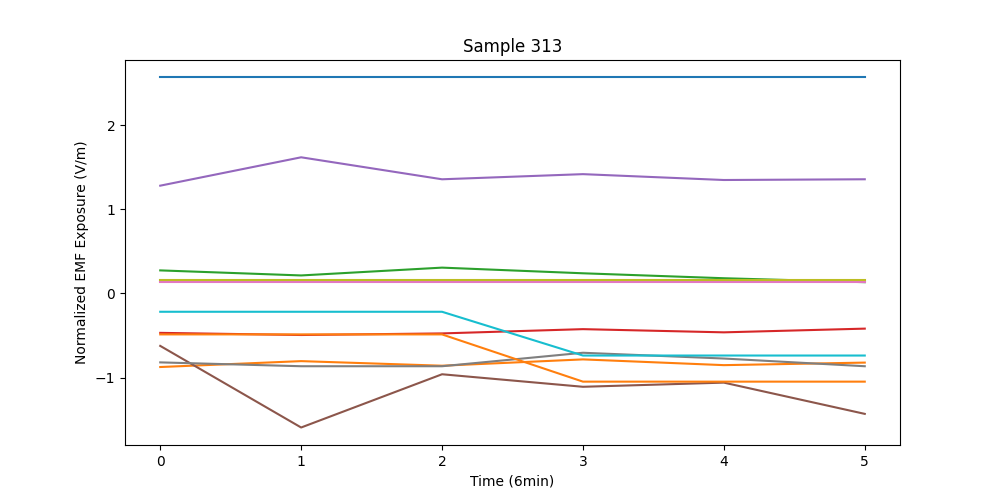 Sample 313
Normalized EMF Exposure (V/m)
2
1
0
−1
0 1 2 3 4 5
Time (6min)